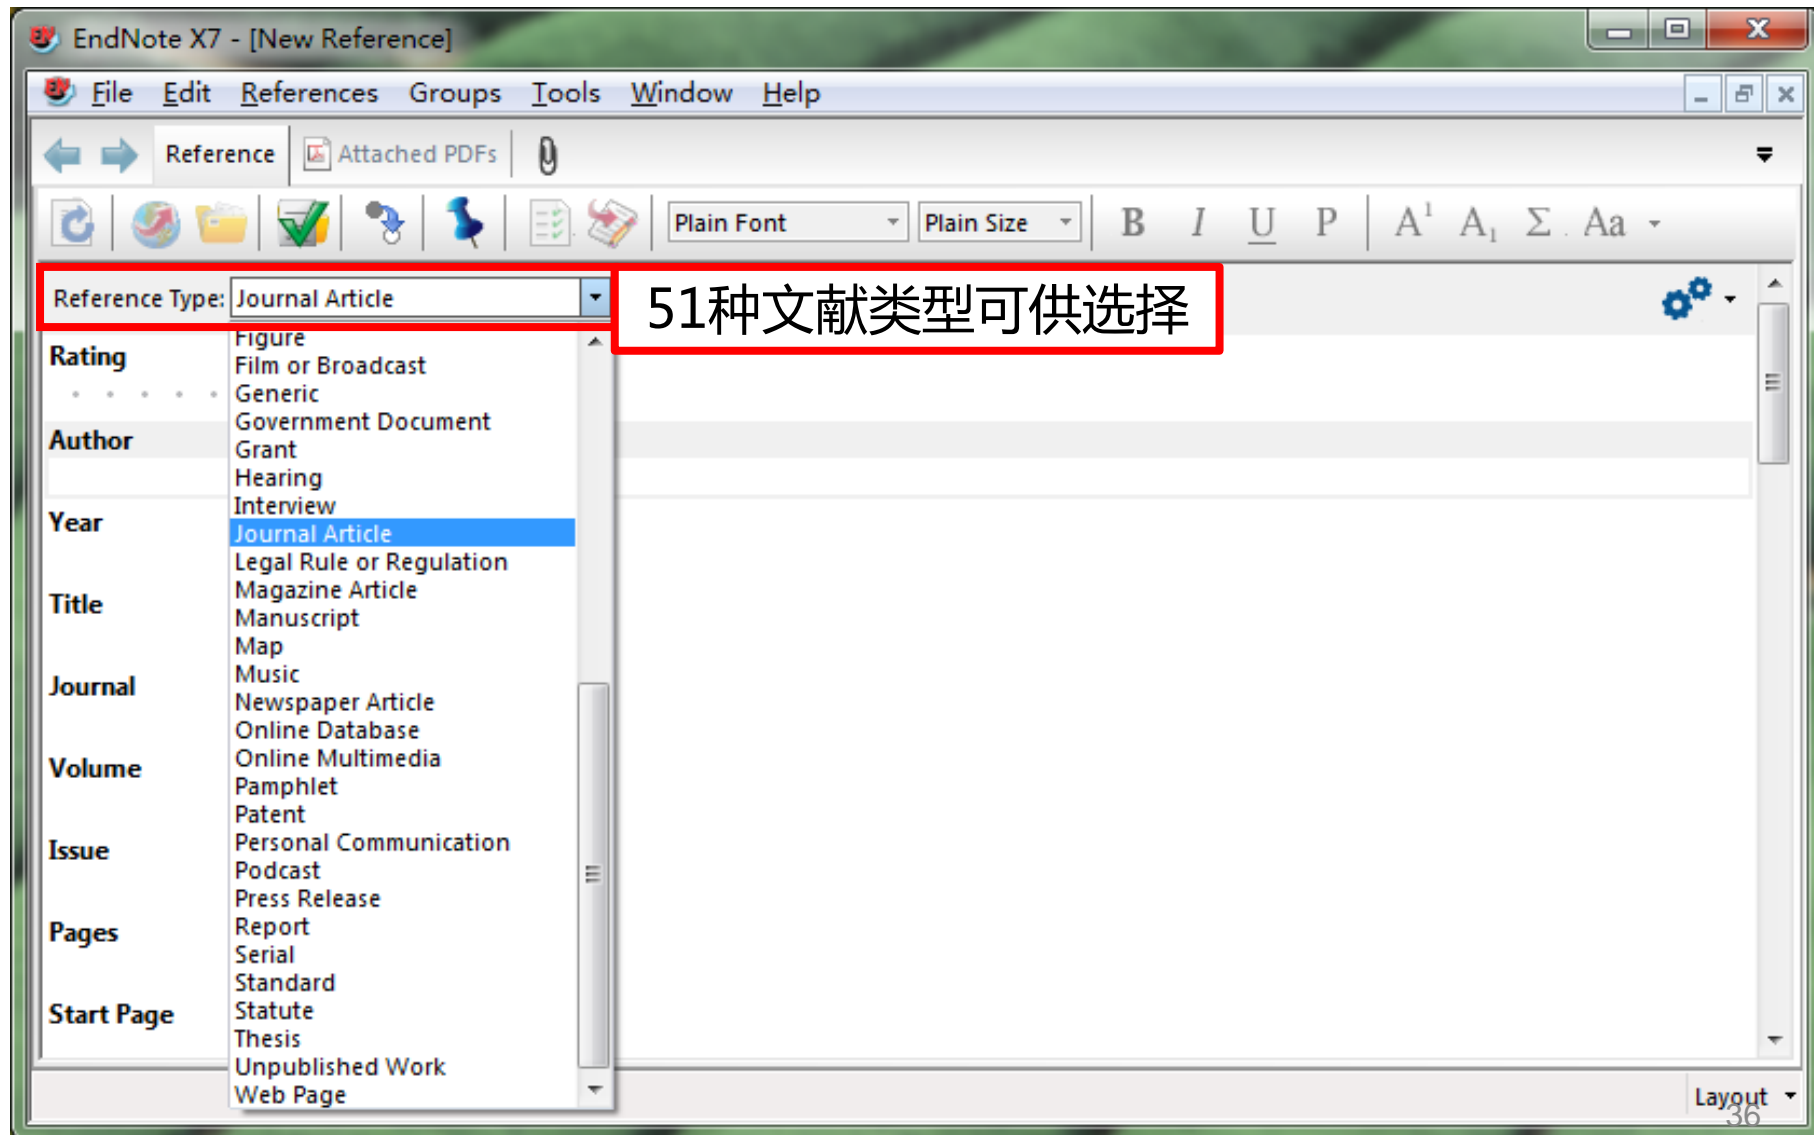 EndNote X7 - [New Reference]
File Edit References Groups Tools Window Help
Reference Attached PDFs
Plain Font Plain Size B I U P A¹ A₁ Σ Aa
Reference Type: Journal Article
51种文献类型可供选择
Figure
Rating
Film or Broadcast
Generic
Government Document
Author
Grant
Hearing
Interview
Year
Journal Article
Legal Rule or Regulation
Magazine Article
Title
Manuscript
Map
Music
Journal
Newspaper Article
Online Database
Online Multimedia
Volume
Pamphlet
Patent
Personal Communication
Issue
Podcast
Press Release
Report
Pages
Serial
Standard
Statute
Start Page
Thesis
Unpublished Work
Web Page
Layout
36